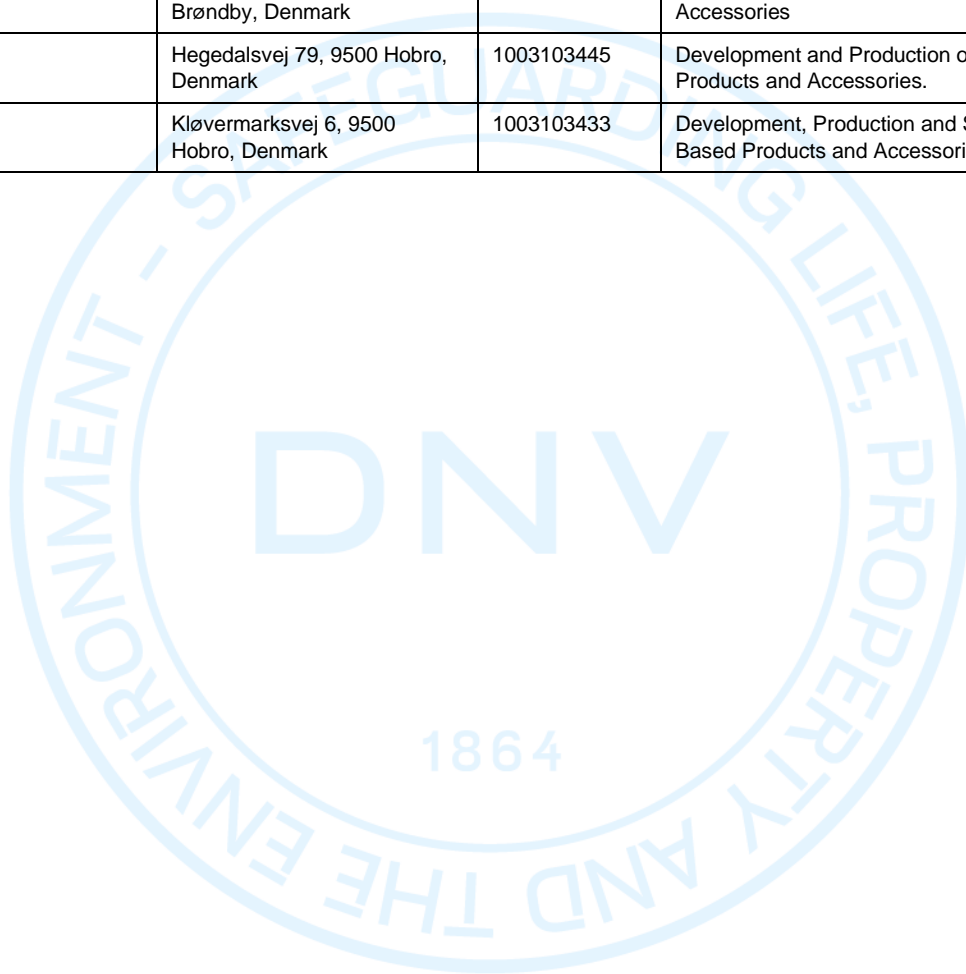 Brøndby, Denmark
Accessories
Hegedalsvej 79, 9500 Hobro,
Denmark
1003103445
Development and Production
Products and Accessories.
Kløvermarksvej 6, 9500
Hobro, Denmark
1003103433
Development, Production and
Based Products and
SAFEGUARDING LIFE, PROPERTY AND THE ENVIRONMENT -
DNV
1864